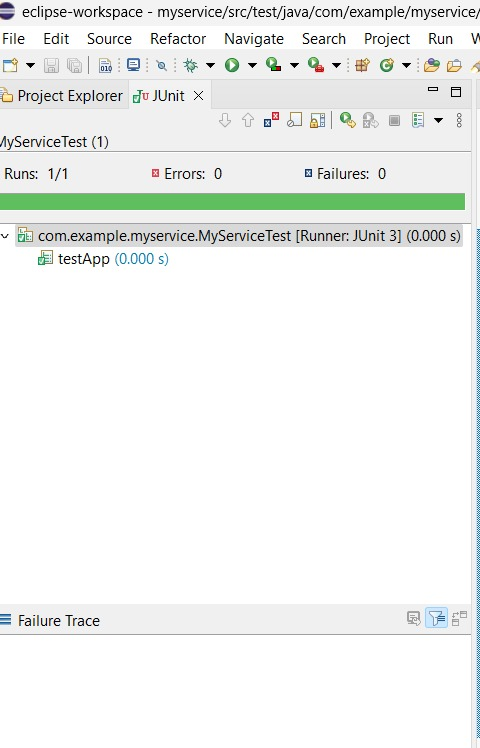 eclipse-workspace - myservice/src/test/java/com/example/myservice/
File Edit Source Refactor Navigate Search Project Run
Project Explorer JUnit
MyServiceTest (1)
Runs: 1/1 Errors: 0 Failures: 0
com.example.myservice.MyServiceTest [Runner: JUnit 3] (0.000 s)
testApp (0.000 s)
Failure Trace